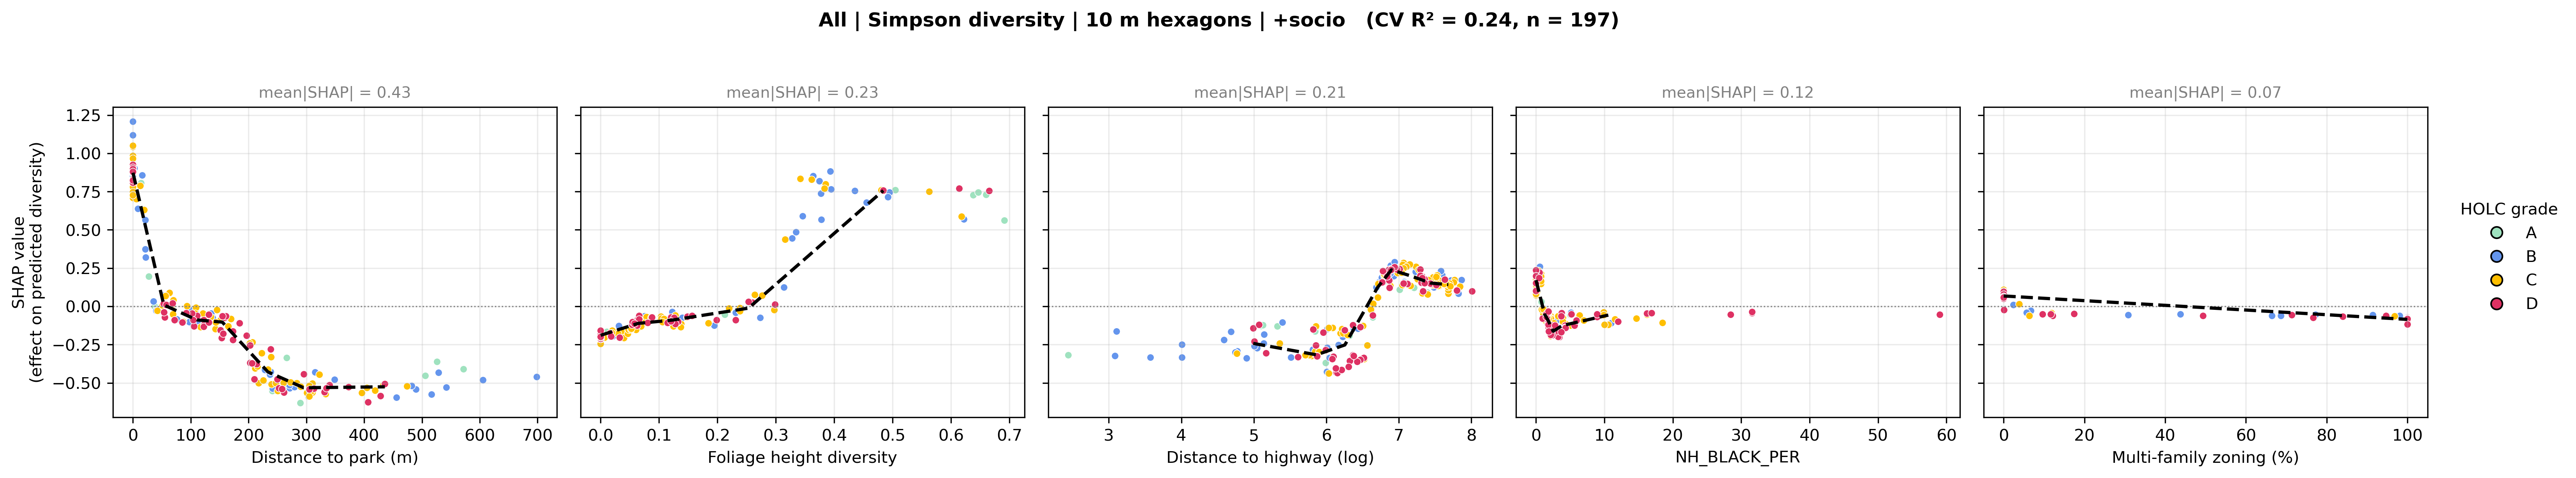 All | Simpson diversity | 10 m hexagons | +socio (CV R² = 0.24, n = 197)
mean|SHAP| = 0.43
mean|SHAP| = 0.23
mean|SHAP| = 0.21
mean|SHAP| = 0.12
mean|SHAP| = 0.07
SHAP value
(effect on predicted diversity)
1.25
1.00
0.75
0.50
0.25
0.00
−0.25
−0.50
0 100 200 300 400 500 600 700
Distance to park (m)
0.0 0.1 0.2 0.3 0.4 0.5 0.6 0.7
Foliage height diversity
3 4 5 6 7 8
Distance to highway (log)
0 10 20 30 40 50 60
NH_BLACK_PER
0 20 40 60 80 100
Multi-family zoning (%)
HOLC grade
A
B
C
D